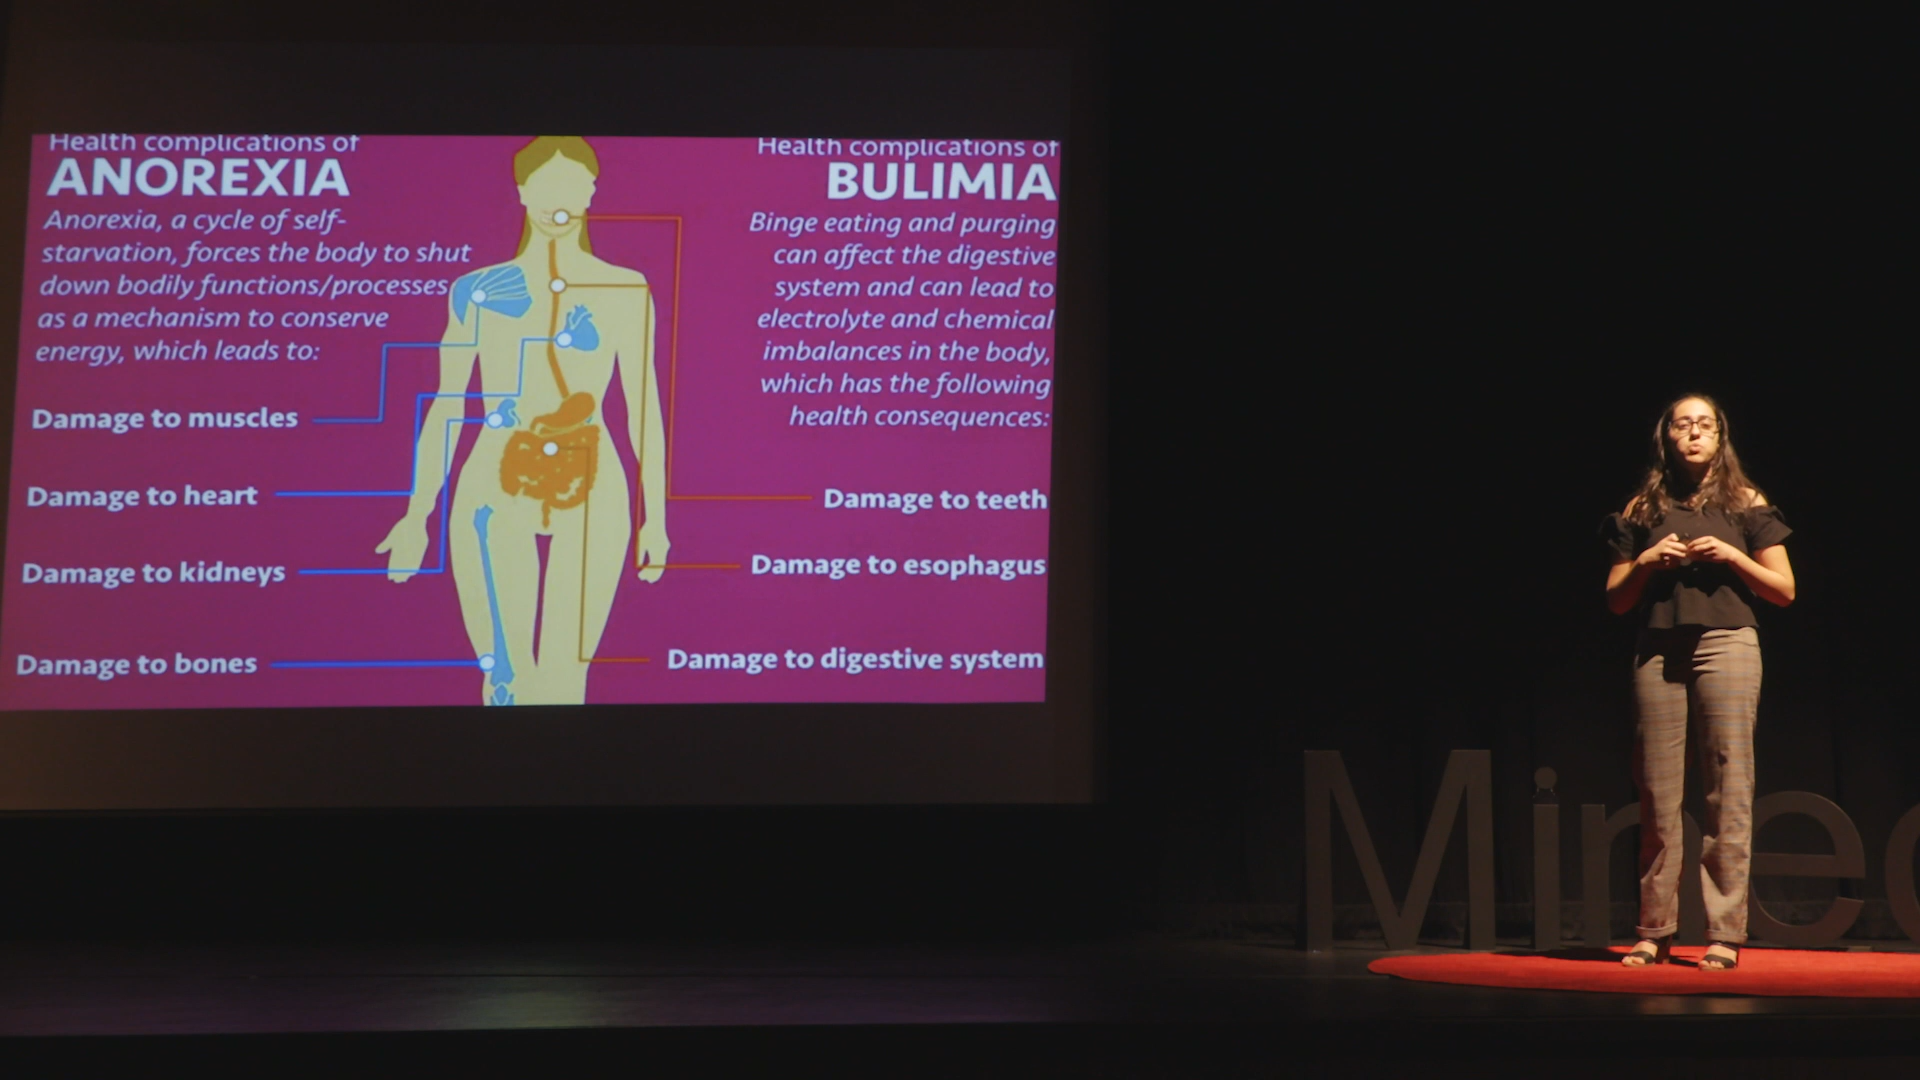 Health complications of
ANOREXIA
Anorexia, a cycle of self-
starvation, forces the body to shut
down bodily functions/processes
as a mechanism to conserve
energy, which leads to:
Damage to muscles
Damage to heart
Damage to kidneys
Damage to bones
Health complications of
BULIMIA
Binge eating and purging
can affect the digestive
system and can lead to
electrolyte and chemical
imbalances in the body,
which has the following
health consequences:
Damage to teeth
Damage to esophagus
Damage to digestive system